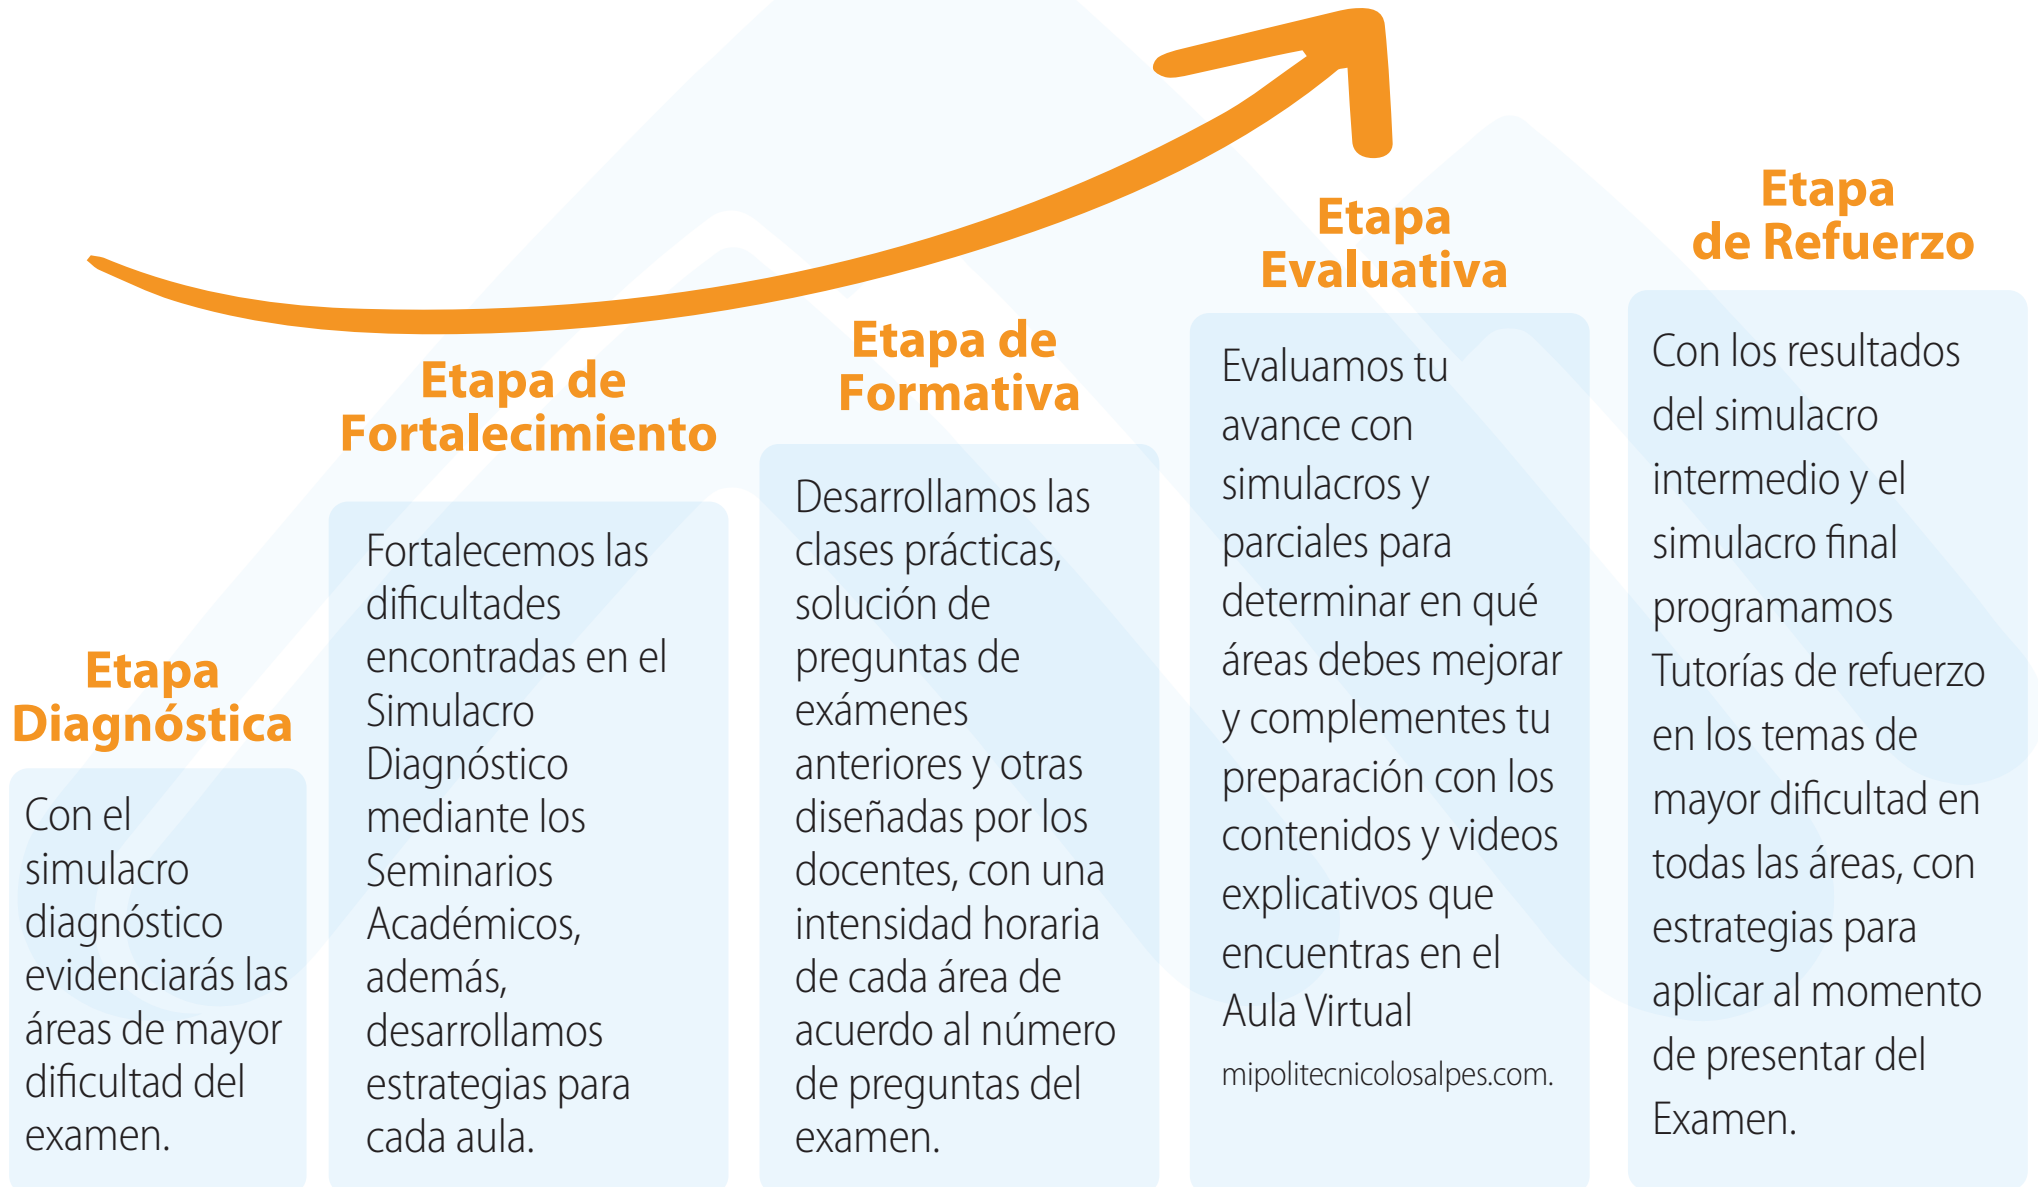 Etapa
Diagnóstica
Con el
simulacro
diagnóstico
evidenciarás las
áreas de mayor
dificultad del
examen.
Etapa de
Fortalecimiento
Fortalecemos las
dificultades
encontradas en el
Simulacro
Diagnóstico
mediante los
Seminarios
Académicos,
además,
desarrollamos
estrategias para
cada aula.
Etapa de
Formativa
Desarrollamos las
clases prácticas,
solución de
preguntas de
exámenes
anteriores y otras
diseñadas por los
docentes, con una
intensidad horaria
de cada área de
acuerdo al número
de preguntas del
examen.
Etapa
Evaluativa
Evaluamos tu
avance con
simulacros y
parciales para
determinar en qué
áreas debes mejorar
y complementes tu
preparación con los
contenidos y videos
explicativos que
encuentras en el
Aula Virtual
mipolitecnicolosalpes.com.
Etapa
de Refuerzo
Con los resultados
del simulacro
intermedio y el
simulacro final
programamos
Tutorías de refuerzo
en los temas de
mayor dificultad en
todas las áreas, con
estrategias para
aplicar al momento
de presentar del
Examen.